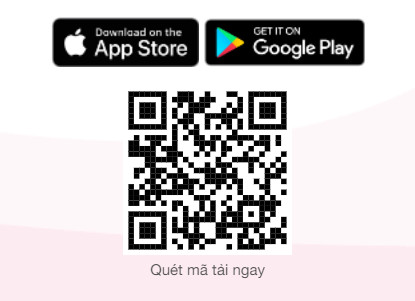 Download on the
App Store
GET IT ON
Google Play
Quét mã tải ngay